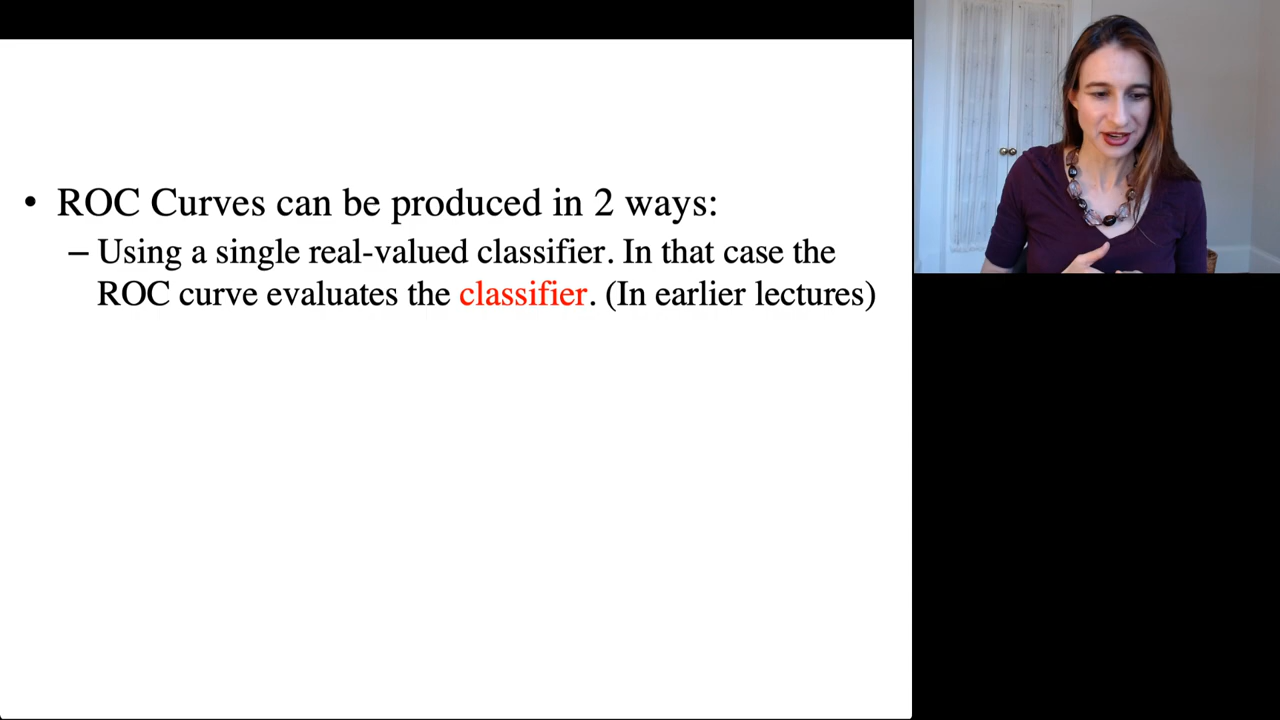 • ROC Curves can be produced in 2 ways:
– Using a single real-valued classifier. In that case the
ROC curve evaluates the classifier. (In earlier lectures)